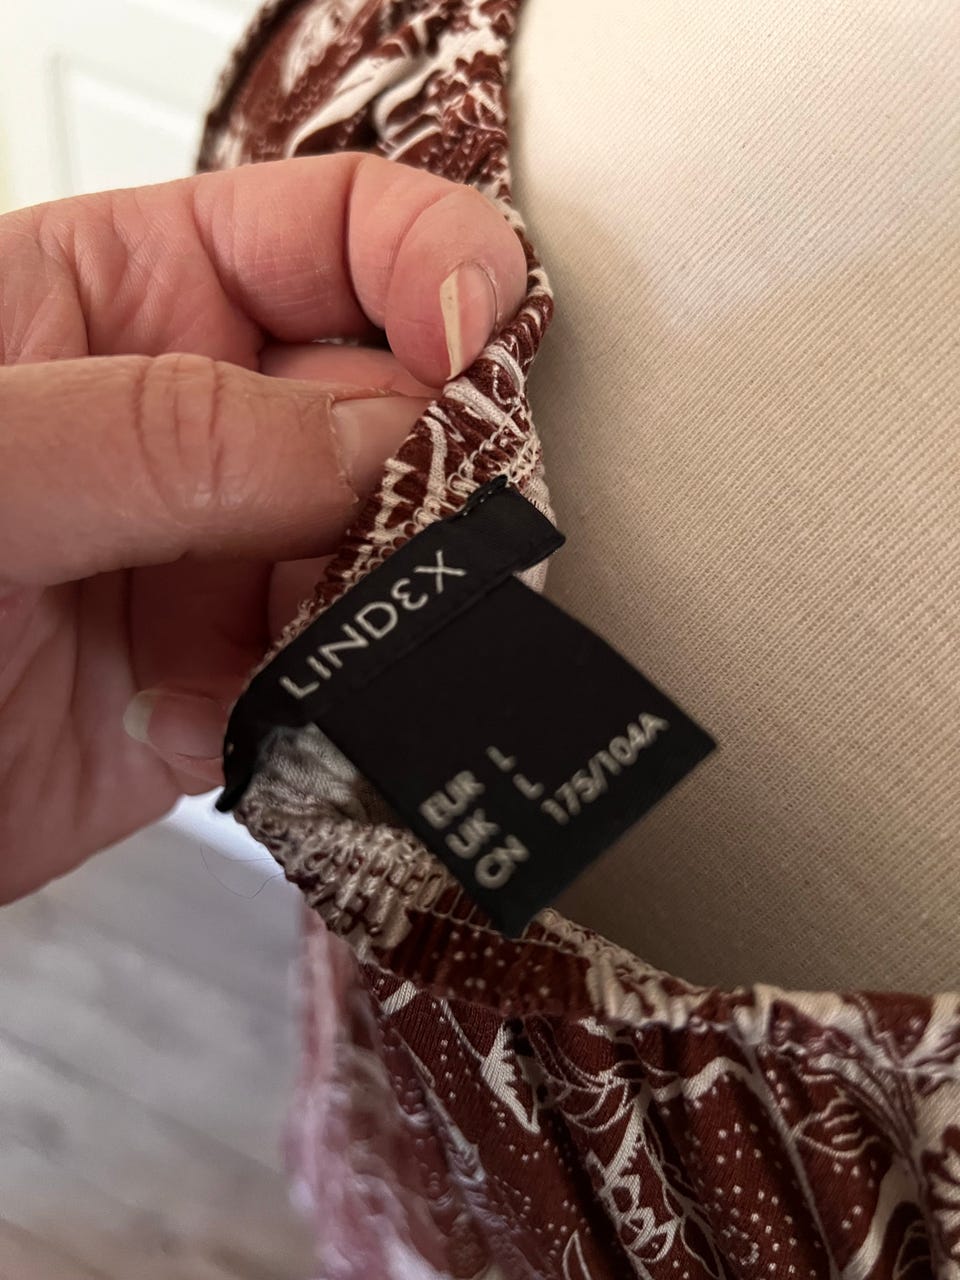 LINDEX
EUR L
UK L
CN 175/104A